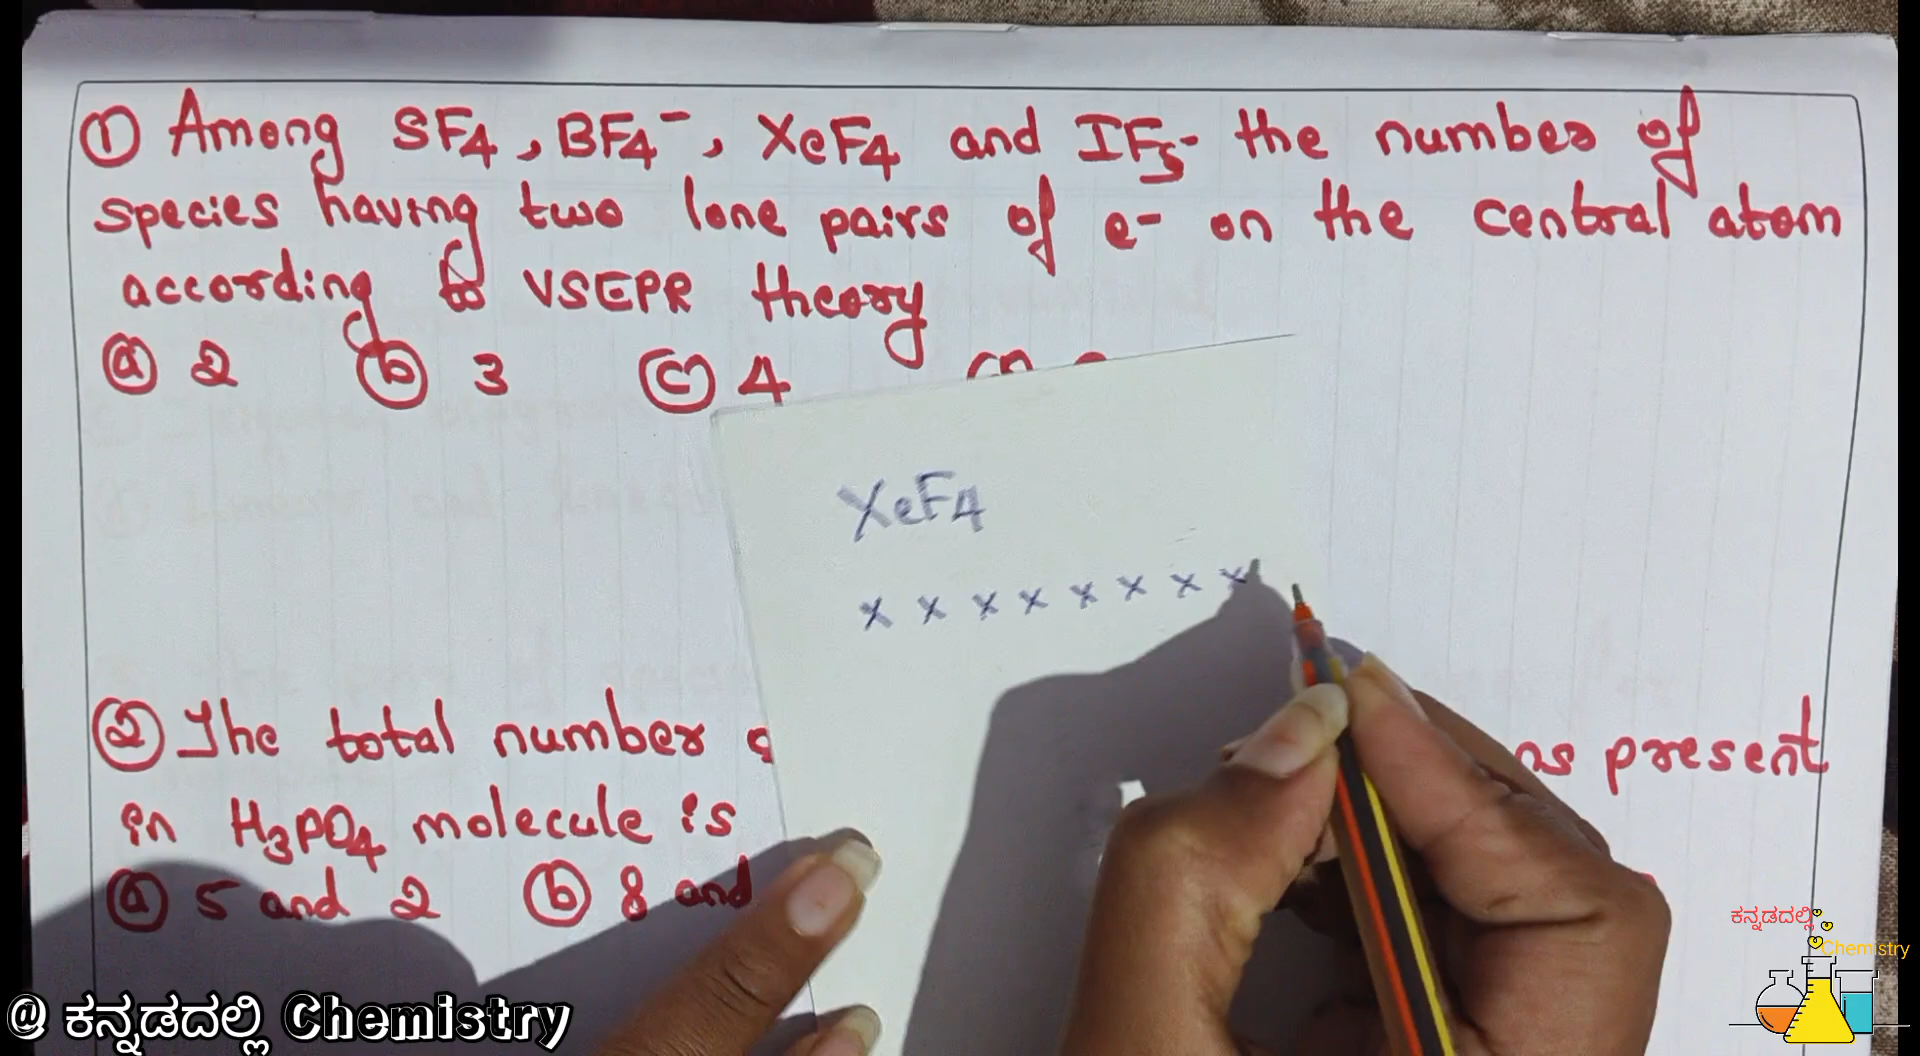 ① Among SF4, BF4⁻, XeF4 and IF5⁻ the number of
species having two lone pairs of e⁻ on the central atom
according to VSEPR theory
ⓐ 2 ⓑ 3 ⓒ 4
XeF4
x x x x x x x x
② The total number present
in H3PO4 molecule is
ⓐ 5 and 2 ⓑ 8 and
ಕನ್ನಡದಲ್ಲಿ
Chemistry
@ ಕನ್ನಡದಲ್ಲಿ Chemistry